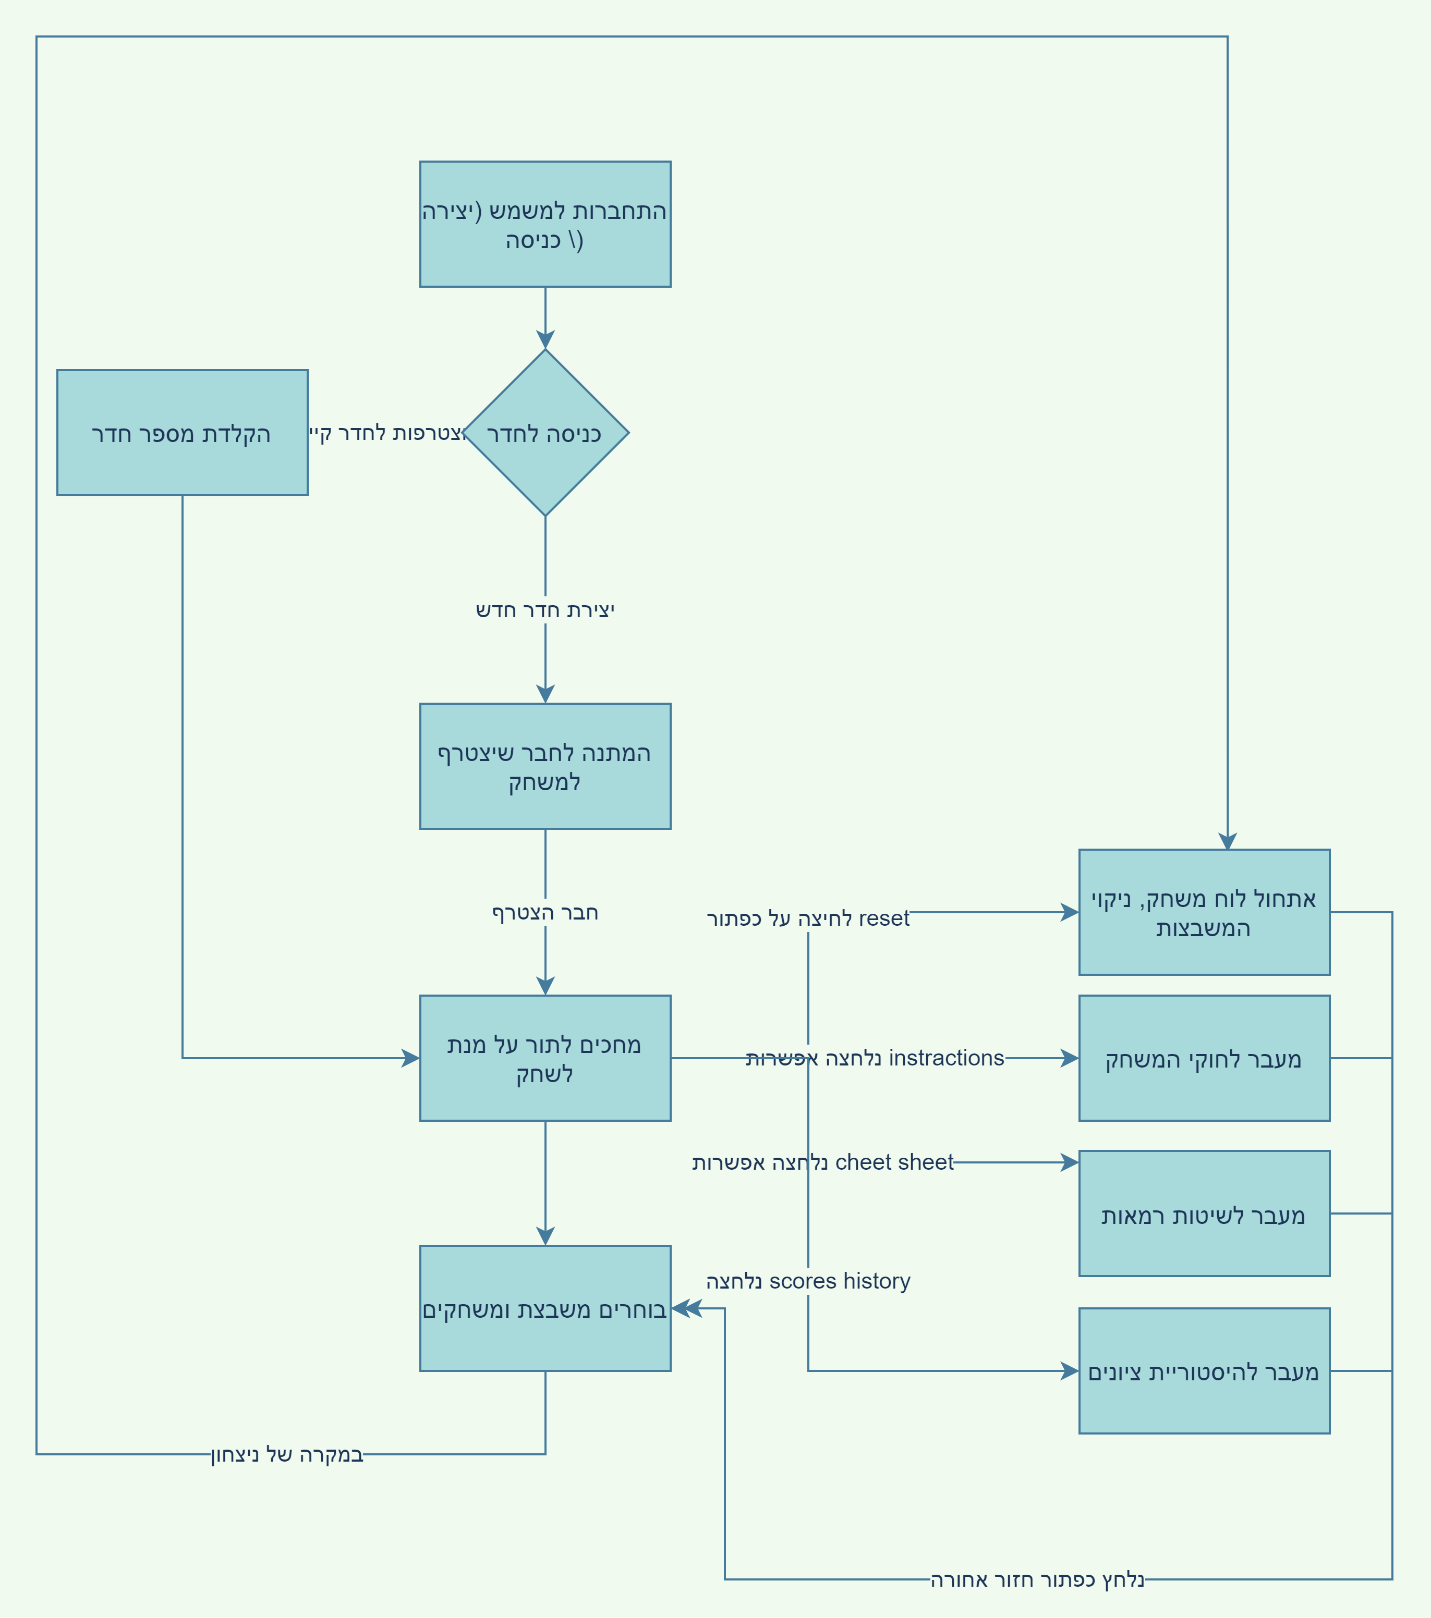 התחברות למשמש (יצירה
\ כניסה)
כניסה לחדר
לחדר קיי
הקלדת מספר חדר
יצירת חדר חדש
המתנה לחבר שיצטרף
למשחק
חבר הצטרף
לחיצה על כפתור reset
אתחול לוח משחק, ניקוי
המשבצות
מחכים לתור על מנת
לשחק
נלחצה אפשרות instractions
מעבר לחוקי המשחק
נלחצה אפשרות cheet sheet
מעבר לשיטות רמאות
נלחצה scores history
בוחרים משבצת ומשחקים
מעבר להיסטוריית ציונים
במקרה של ניצחון
נלחץ כפתור חזור אחורה